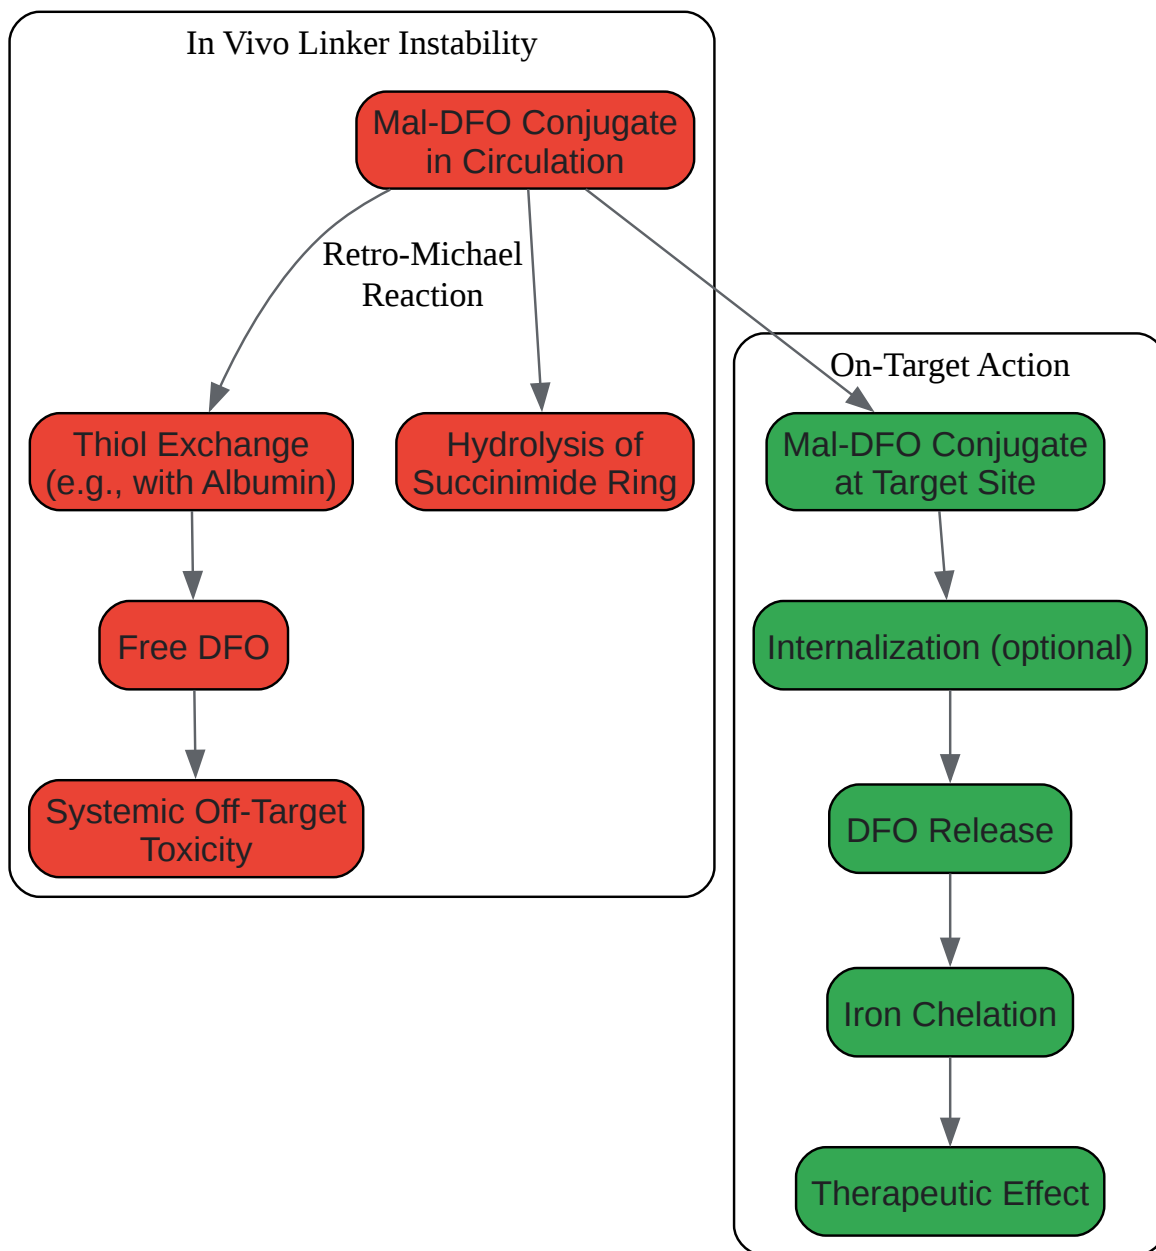 In Vivo Linker Instability
Mal-DFO Conjugate
in Circulation
Retro-Michael
Reaction
Thiol Exchange
(e.g., with Albumin)
Hydrolysis of
Succinimide Ring
Free DFO
Systemic Off-Target
Toxicity
On-Target Action
Mal-DFO Conjugate
at Target Site
Internalization (optional)
DFO Release
Iron Chelation
Therapeutic Effect